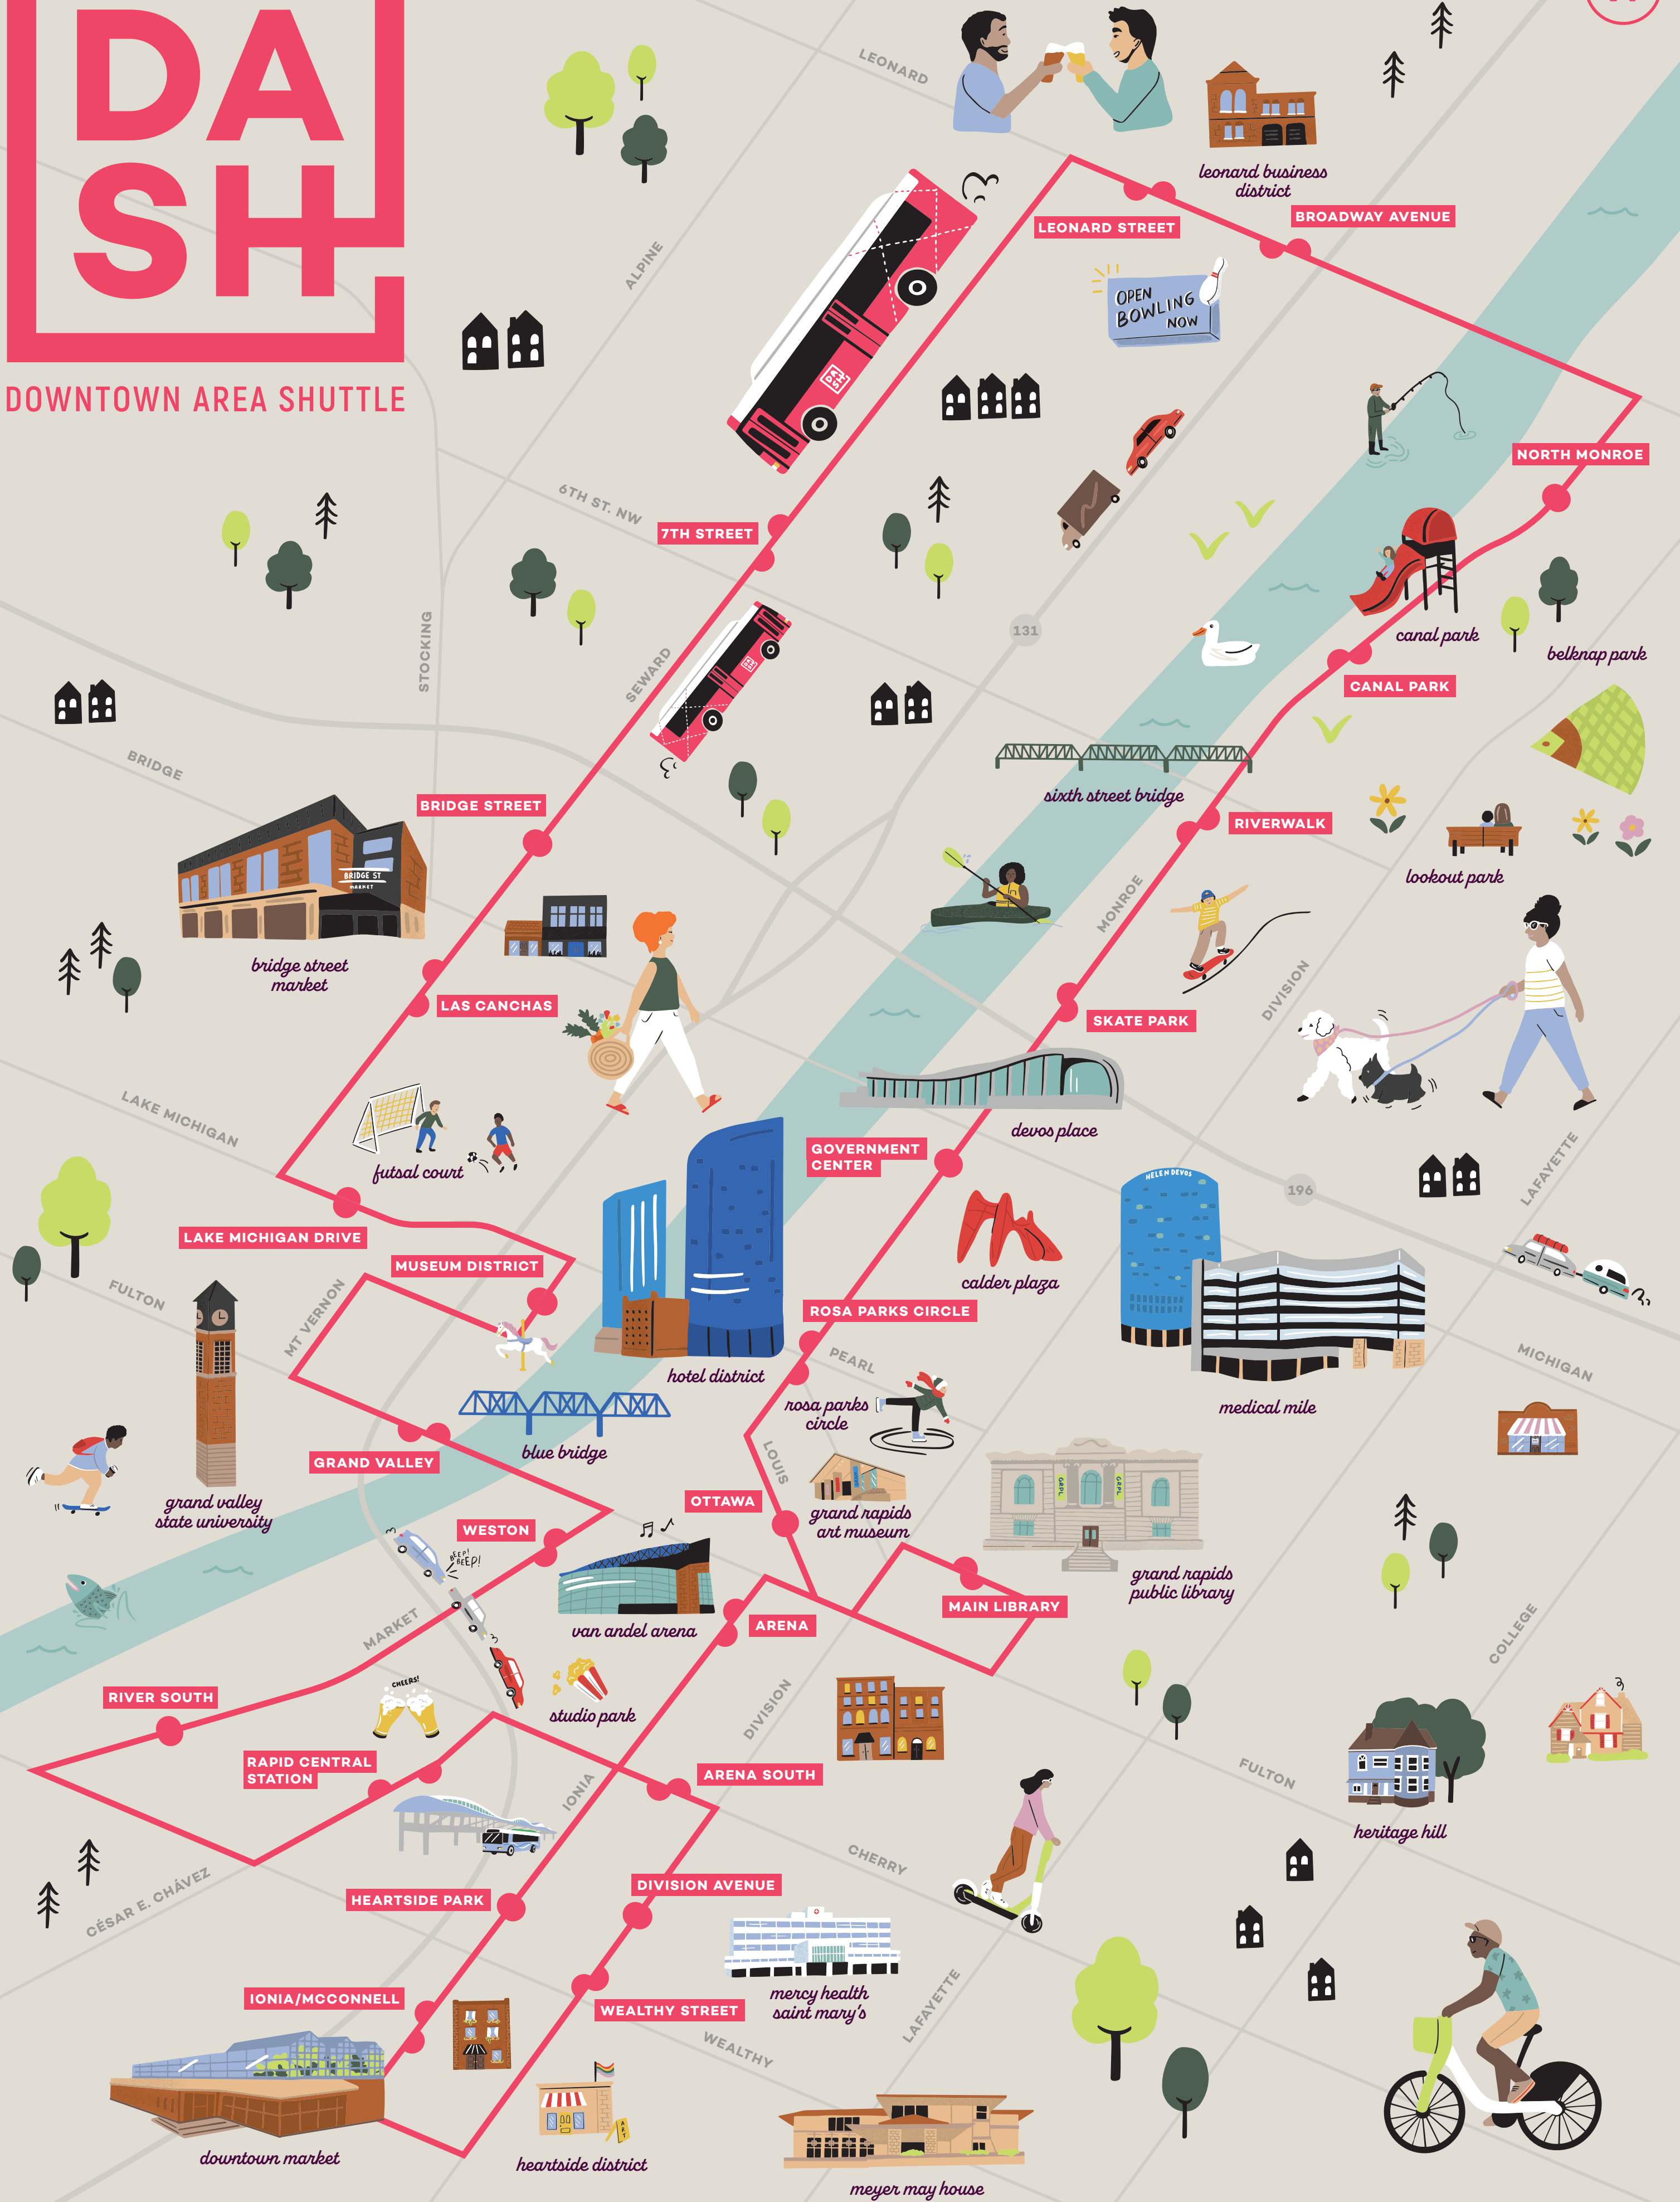 DA
SH
DOWNTOWN AREA SHUTTLE
LEONARD
leonard business
district
LEONARD STREET
BROADWAY AVENUE
ALPINE
OPEN
BOWLING
NOW
DA
SH
NORTH MONROE
6TH ST. NW
7TH STREET
131
canal park
belknap park
CANAL PARK
STOCKING
SEWARD
DA
SH
BRIDGE
sixth street bridge
BRIDGE STREET
RIVERWALK
BRIDGE ST
MARKET
lookout park
MONROE
bridge street
market
LAS CANCHAS
DIVISION
SKATE PARK
LAKE MICHIGAN
devos place
futsal court
GOVERNMENT
CENTER
HELEN DEVOS
196
LAFAYETTE
LAKE MICHIGAN DRIVE
MUSEUM DISTRICT
calder plaza
FULTON
MT VERNON
ROSA PARKS CIRCLE
PEARL
MICHIGAN
hotel district
rosa parks
circle
medical mile
blue bridge
GRAND VALLEY
LOUIS
GRPL
GRPL
grand valley
state university
OTTAWA
grand rapids
art museum
WESTON
BEEP!
BEEP!
grand rapids
public library
MAIN LIBRARY
MARKET
van andel arena
ARENA
COLLEGE
RIVER SOUTH
CHEERS!
studio park
DIVISION
RAPID CENTRAL
STATION
ARENA SOUTH
IONIA
FULTON
heritage hill
CHERRY
CÉSAR E. CHÁVEZ
HEARTSIDE PARK
DIVISION AVENUE
IONIA/MCCONNELL
mercy health
saint mary's
WEALTHY STREET
LAFAYETTE
WEALTHY
ART
downtown market
heartside district
meyer may house